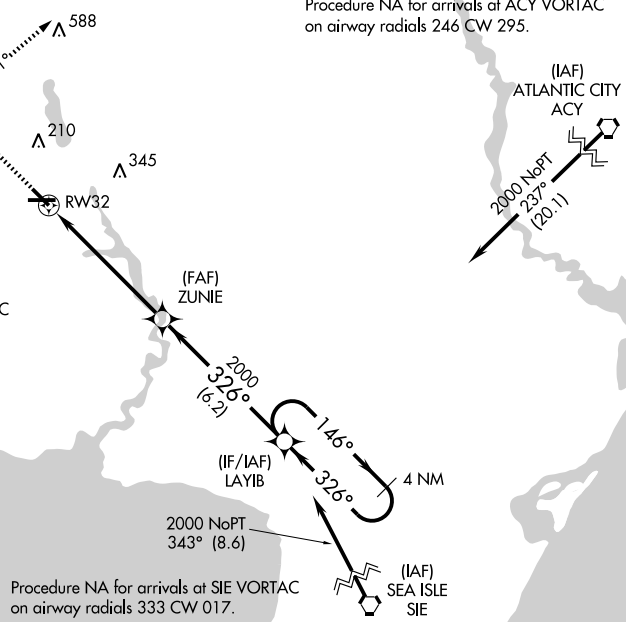 Procedure NA for arrivals at ACY VORTAC
on airway radials 246 CW 295.
588
(IAF)
ATLANTIC CITY
ACY
210
345
2000 NoPT
237°
(20.1)
RW32
(FAF)
ZUNIE
C
2000
326°
(6.2)
146°
(IF/IAF)
LAYIB
326°
4 NM
2000 NoPT
343° (8.6)
(IAF)
SEA ISLE
SIE
Procedure NA for arrivals at SIE VORTAC
on airway radials 333 CW 017.